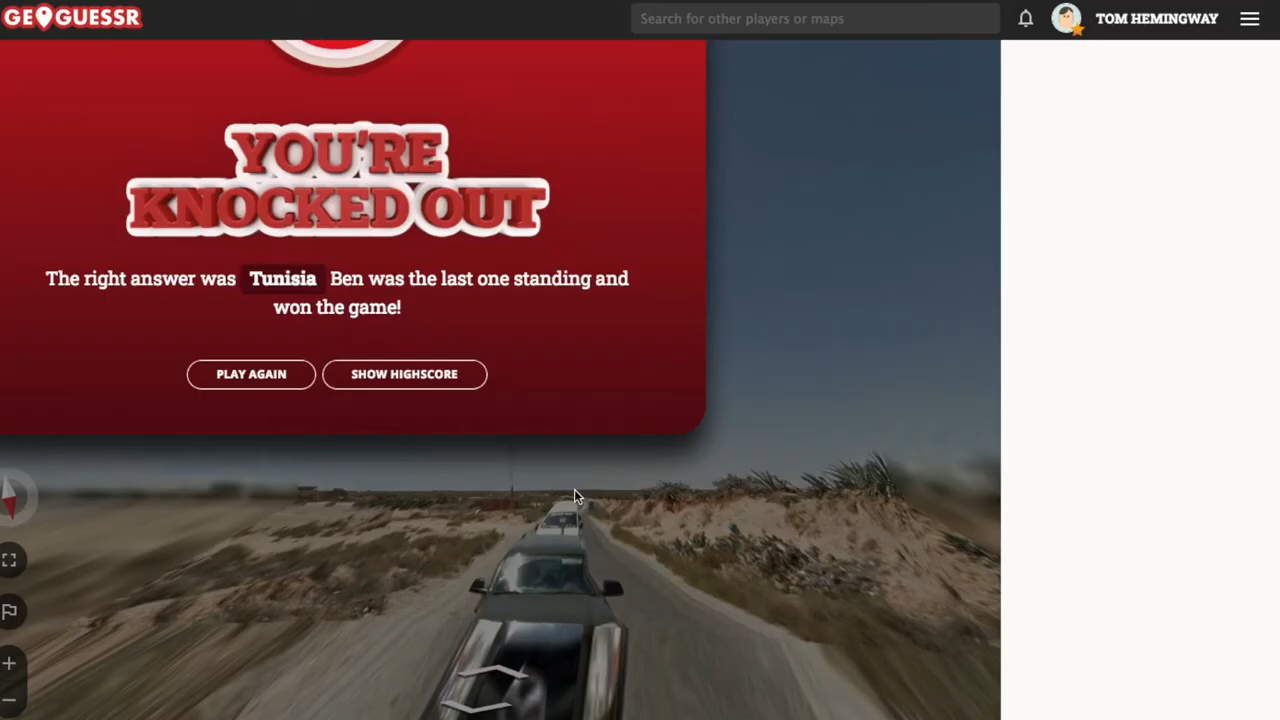 GEOGUESSR
Search for other players or maps
TOM HEMINGWAY
YOU'RE
KNOCKED OUT
The right answer was Tunisia Ben was the last one standing and
won the game!
PLAY AGAIN
SHOW HIGHSCORE